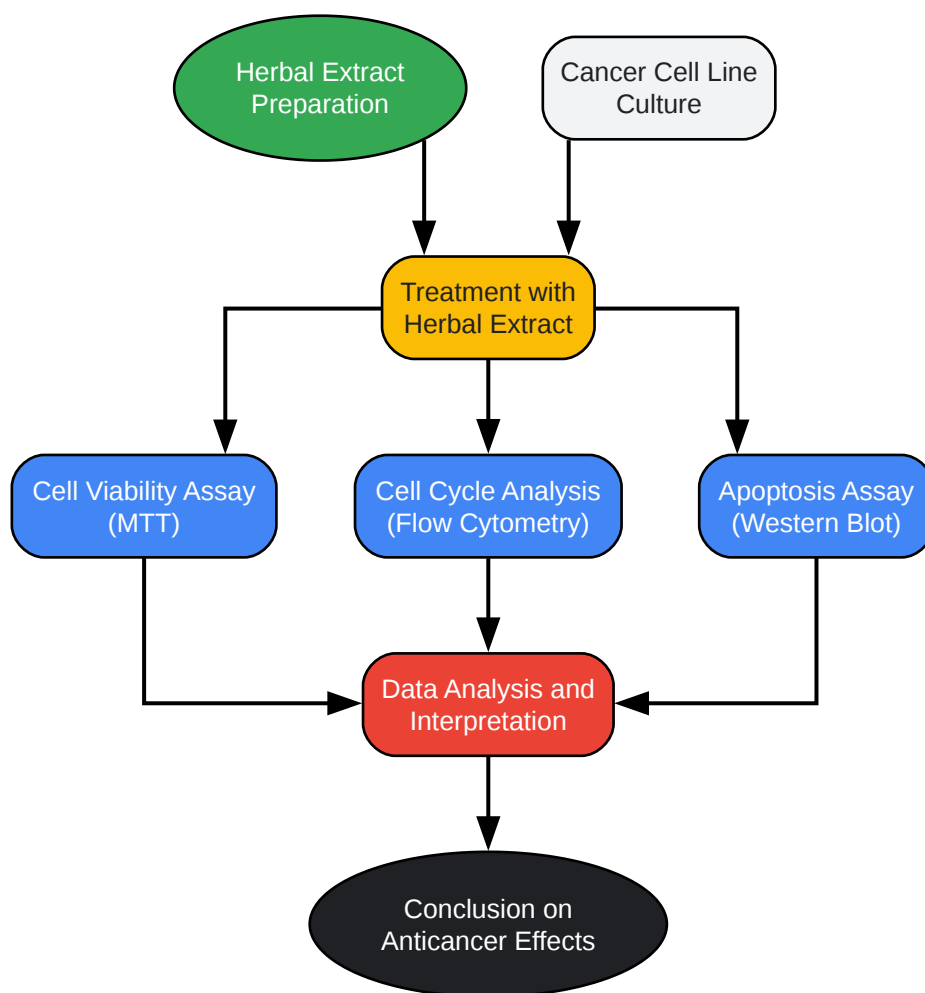 Herbal Extract
Preparation
Cancer Cell Line
Culture
Treatment with
Herbal Extract
Cell Viability Assay
(MTT)
Cell Cycle Analysis
(Flow Cytometry)
Apoptosis Assay
(Western Blot)
Data Analysis and
Interpretation
Conclusion on
Anticancer Effects